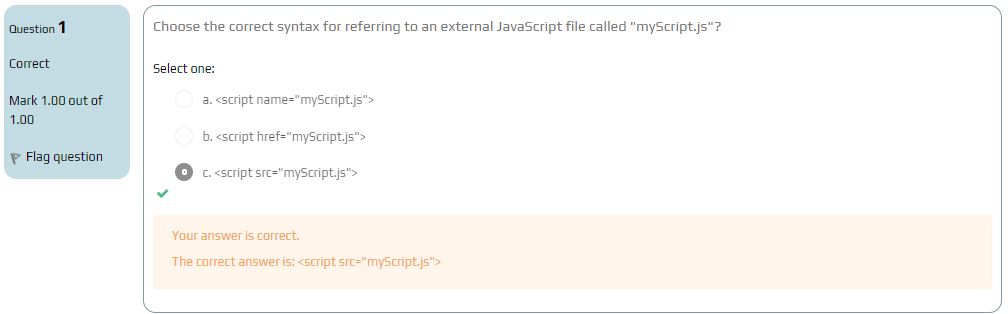 Question 1
Correct
Mark 1.00 out of
1.00
Flag question
Choose the correct syntax for referring to an external JavaScript file called "myScript.js"?
Select one:
a. <script name="myScript.js">
b. <script href="myScript.js">
c. <script src="myScript.js">
Your answer is correct.
The correct answer is: <script src="myScript.js">